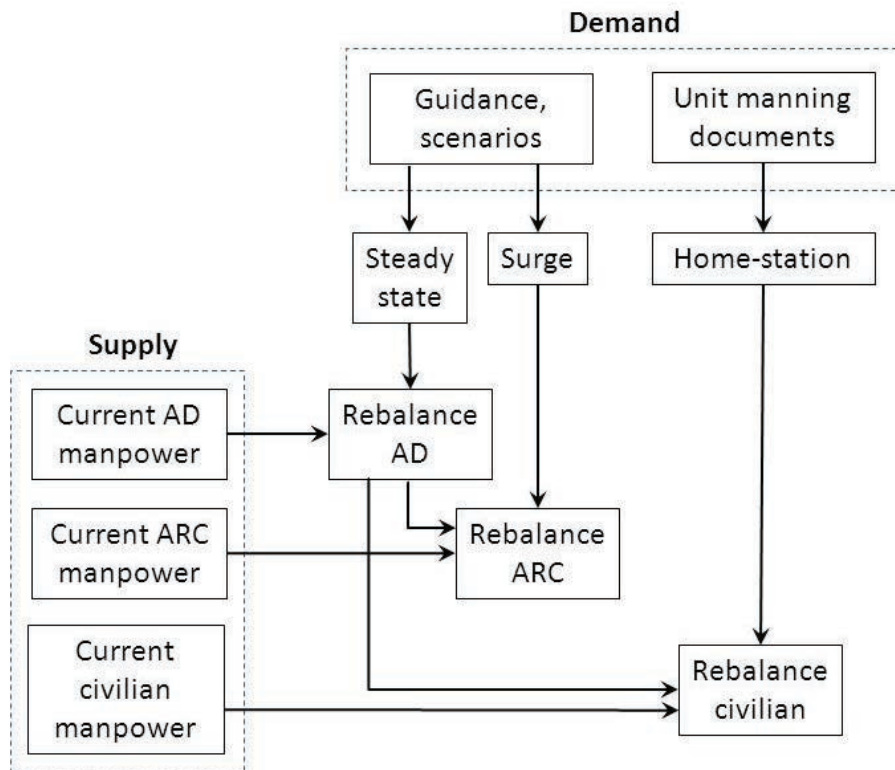 Demand
Guidance,
scenarios
Unit manning
documents
Steady
state
Surge
Home-station
Supply
Current AD
manpower
Rebalance
AD
Current ARC
manpower
Rebalance
ARC
Current
civilian
manpower
Rebalance
civilian